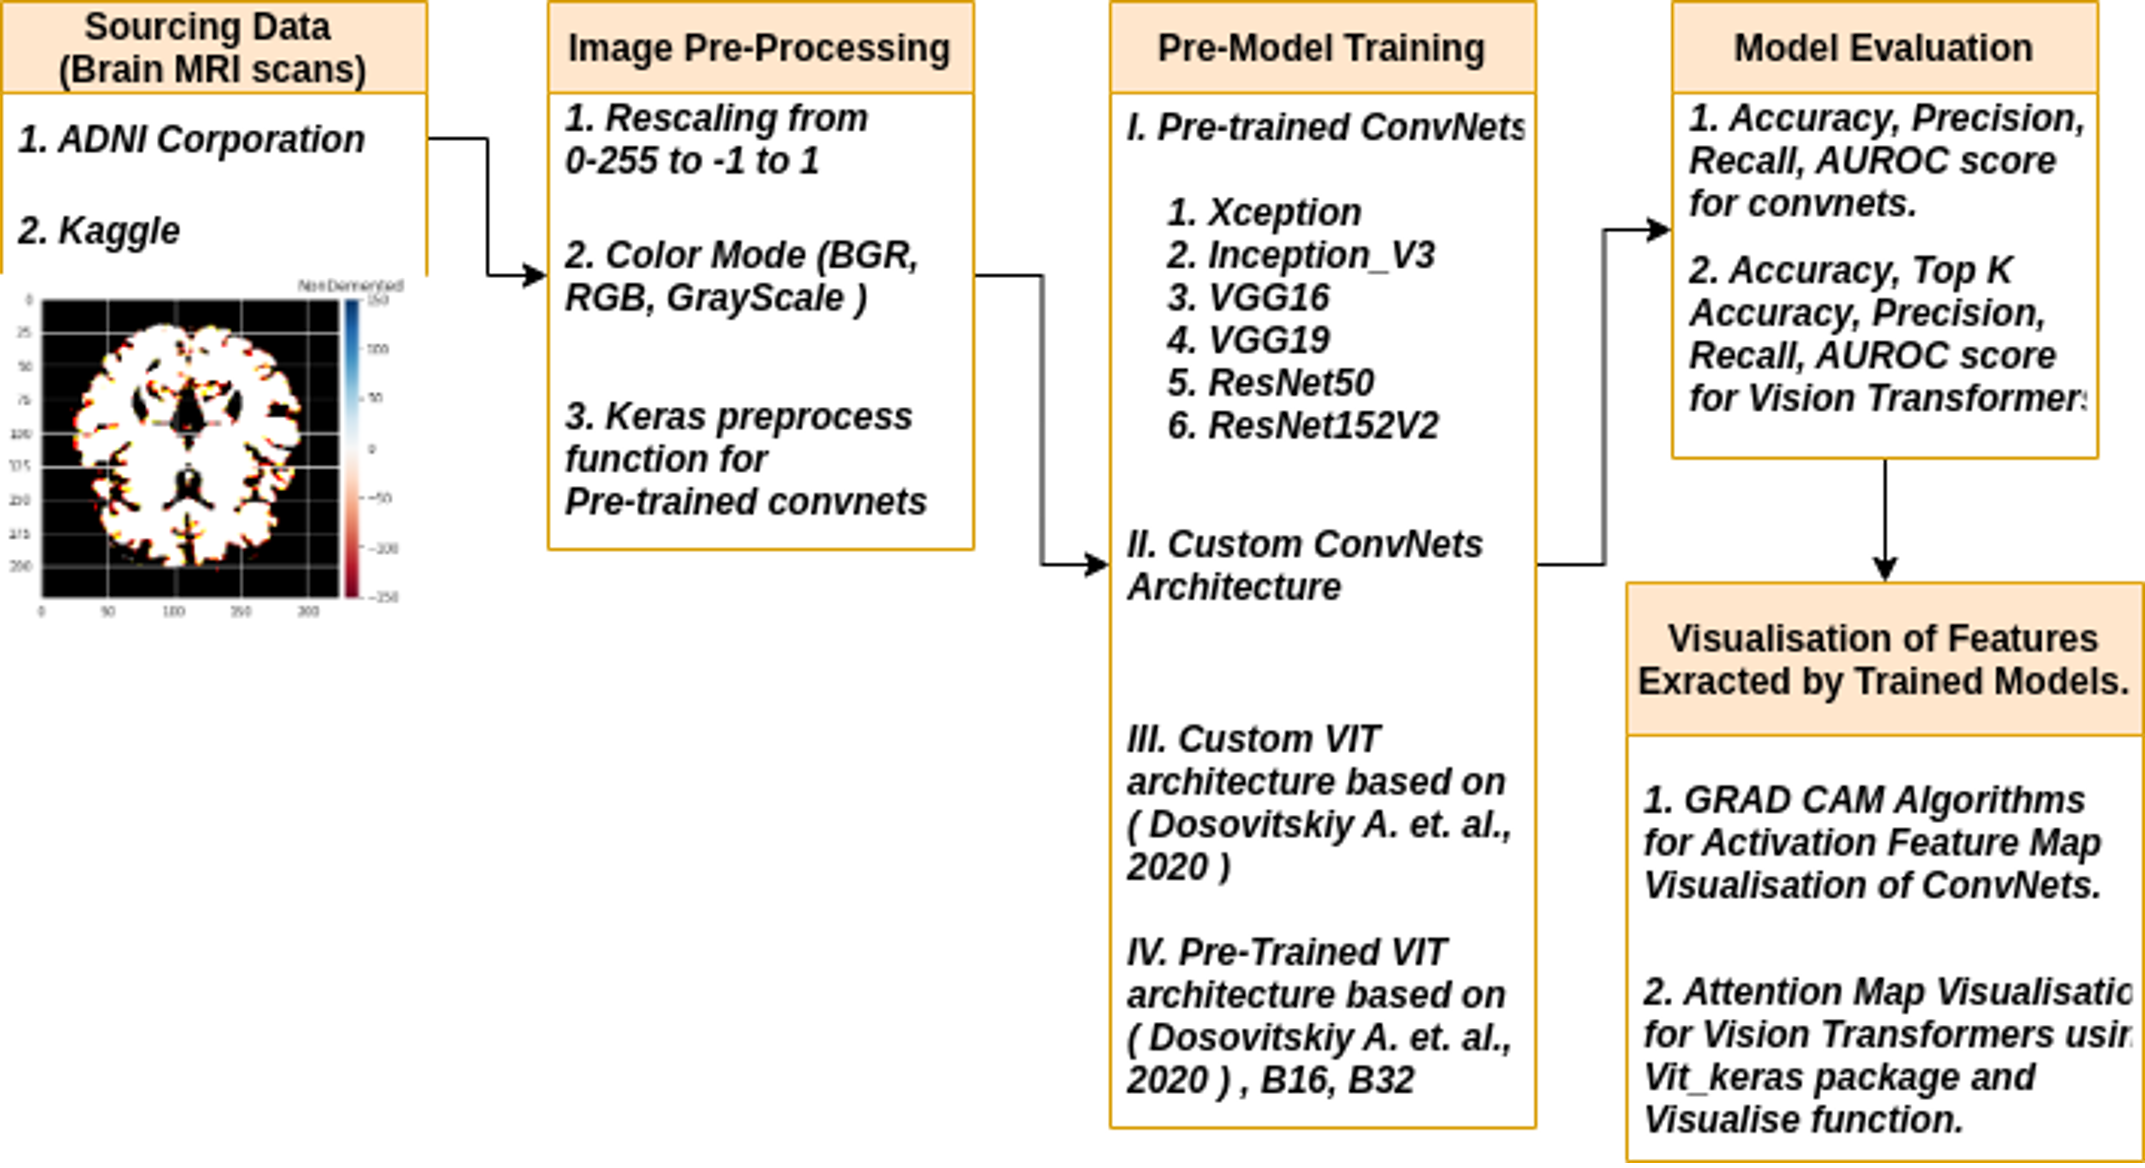 Sourcing Data
(Brain MRI scans)
1. ADNI Corporation
2. Kaggle
NonDemented
0
25
50
75
100
125
150
175
200
0
50
100
150
200
150
100
50
0
−50
−100
−150
Image Pre-Processing
1. Rescaling from
0-255 to -1 to 1
2. Color Mode (BGR,
RGB, GrayScale )
3. Keras preprocess
function for
Pre-trained convnets
Pre-Model Training
I. Pre-trained ConvNets
1. Xception
2. Inception_V3
3. VGG16
4. VGG19
5. ResNet50
6. ResNet152V2
II. Custom ConvNets
Architecture
III. Custom VIT
architecture based on
( Dosovitskiy A. et. al.,
2020 )
IV. Pre-Trained VIT
architecture based on
( Dosovitskiy A. et. al.,
2020 ) , B16, B32
Model Evaluation
1. Accuracy, Precision,
Recall, AUROC score
for convnets.
2. Accuracy, Top K
Accuracy, Precision,
Recall, AUROC score
for Vision Transformers
Visualisation of Features
Exracted by Trained Models.
1. GRAD CAM Algorithms
for Activation Feature Map
Visualisation of ConvNets.
2. Attention Map Visualisatio
for Vision Transformers usin
Vit_keras package and
Visualise function.